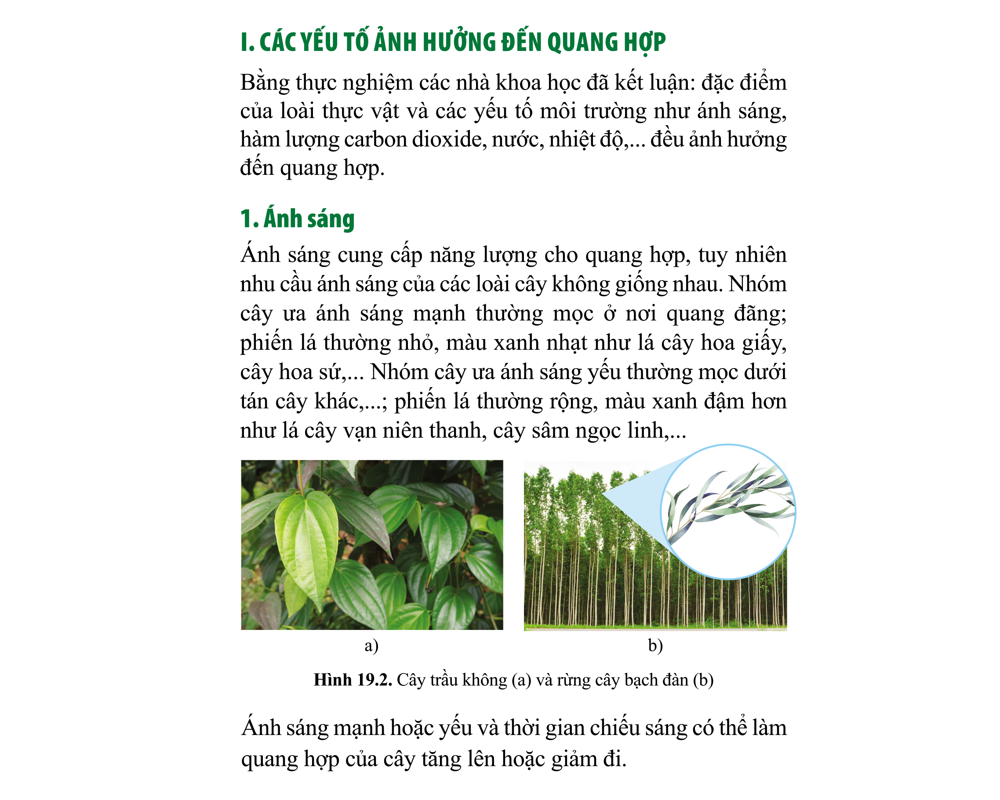 I. CÁC YẾU TỐ ẢNH HƯỞNG ĐẾN QUANG HỢP
Bằng thực nghiệm các nhà khoa học đã kết luận: đặc điểm
của loài thực vật và các yếu tố môi trường như ánh sáng,
hàm lượng carbon dioxide, nước, nhiệt độ,... đều ảnh hưởng
đến quang hợp.
1. Ánh sáng
Ánh sáng cung cấp năng lượng cho quang hợp, tuy nhiên
nhu cầu ánh sáng của các loài cây không giống nhau. Nhóm
cây ưa ánh sáng mạnh thường mọc ở nơi quang đãng;
phiến lá thường nhỏ, màu xanh nhạt như lá cây hoa giấy,
cây hoa sứ,... Nhóm cây ưa ánh sáng yếu thường mọc dưới
tán cây khác,...; phiến lá thường rộng, màu xanh đậm hơn
như lá cây vạn niên thanh, cây sâm ngọc linh,...
a)
b)
Hình 19.2. Cây trầu không (a) và rừng cây bạch đàn (b)
Ánh sáng mạnh hoặc yếu và thời gian chiếu sáng có thể làm
quang hợp của cây tăng lên hoặc giảm đi.